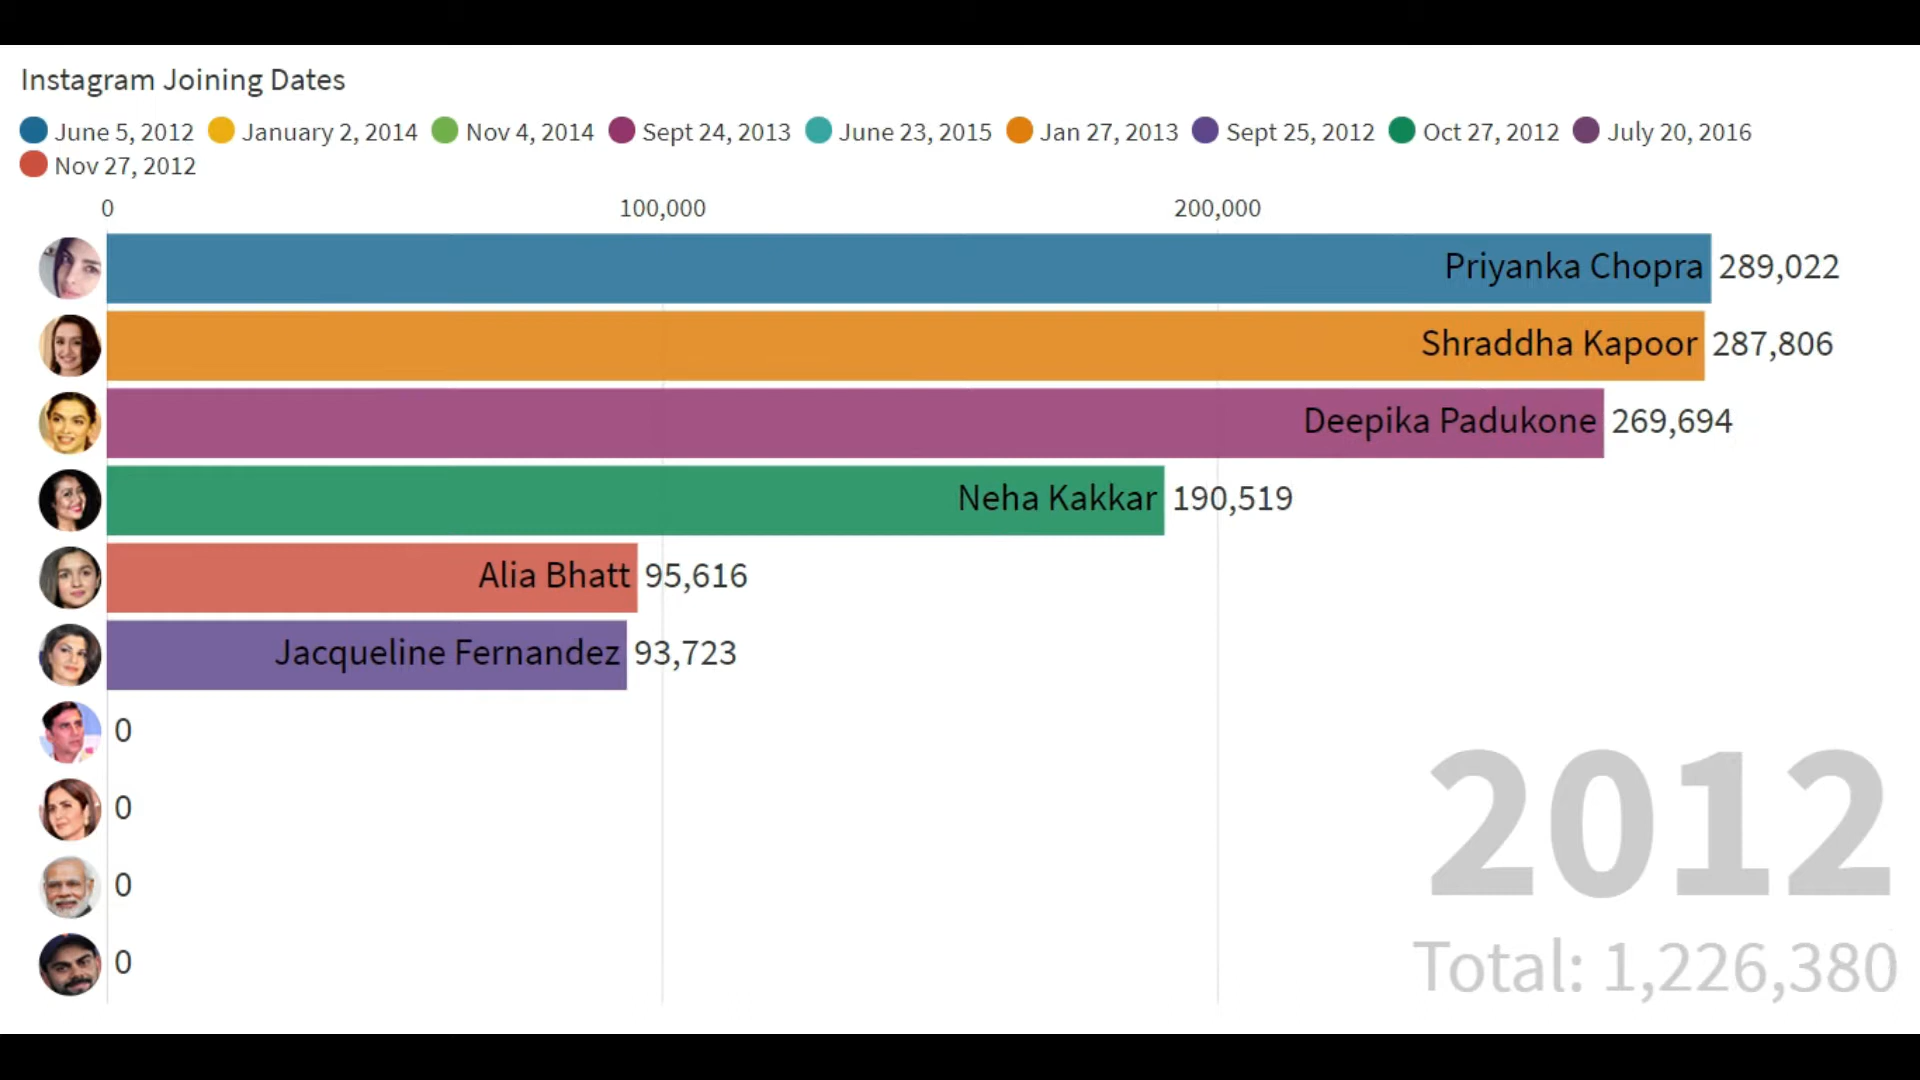 Instagram Joining Dates
June 5, 2012 January 2, 2014 Nov 4, 2014 Sept 24, 2013 June 23, 2015 Jan 27, 2013 Sept 25, 2012 Oct 27, 2012 July 20, 2016
Nov 27, 2012
0 100,000 200,000
Priyanka Chopra 289,022
Shraddha Kapoor 287,806
Deepika Padukone 269,694
Neha Kakkar 190,519
Alia Bhatt 95,616
Jacqueline Fernandez 93,723
0
0
0
0
2012
Total: 1,226,380